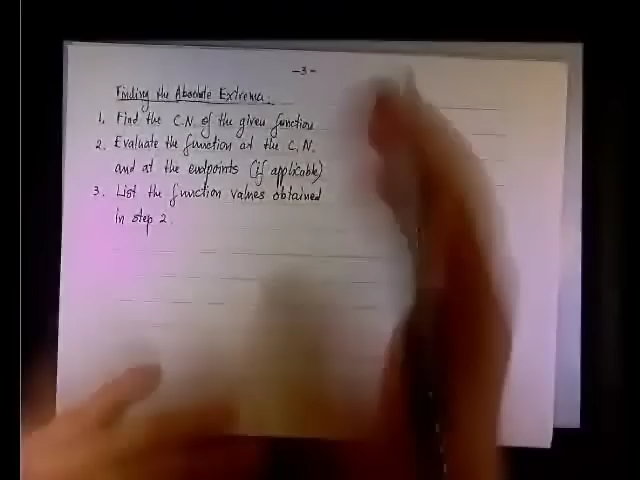 -3-
Finding the Absolute Extrema.
1. Find the C.N. of the given function
2. Evaluate the function at the C.N.
and at the endpoints (if applicable)
3. List the function values obtained
in step 2.